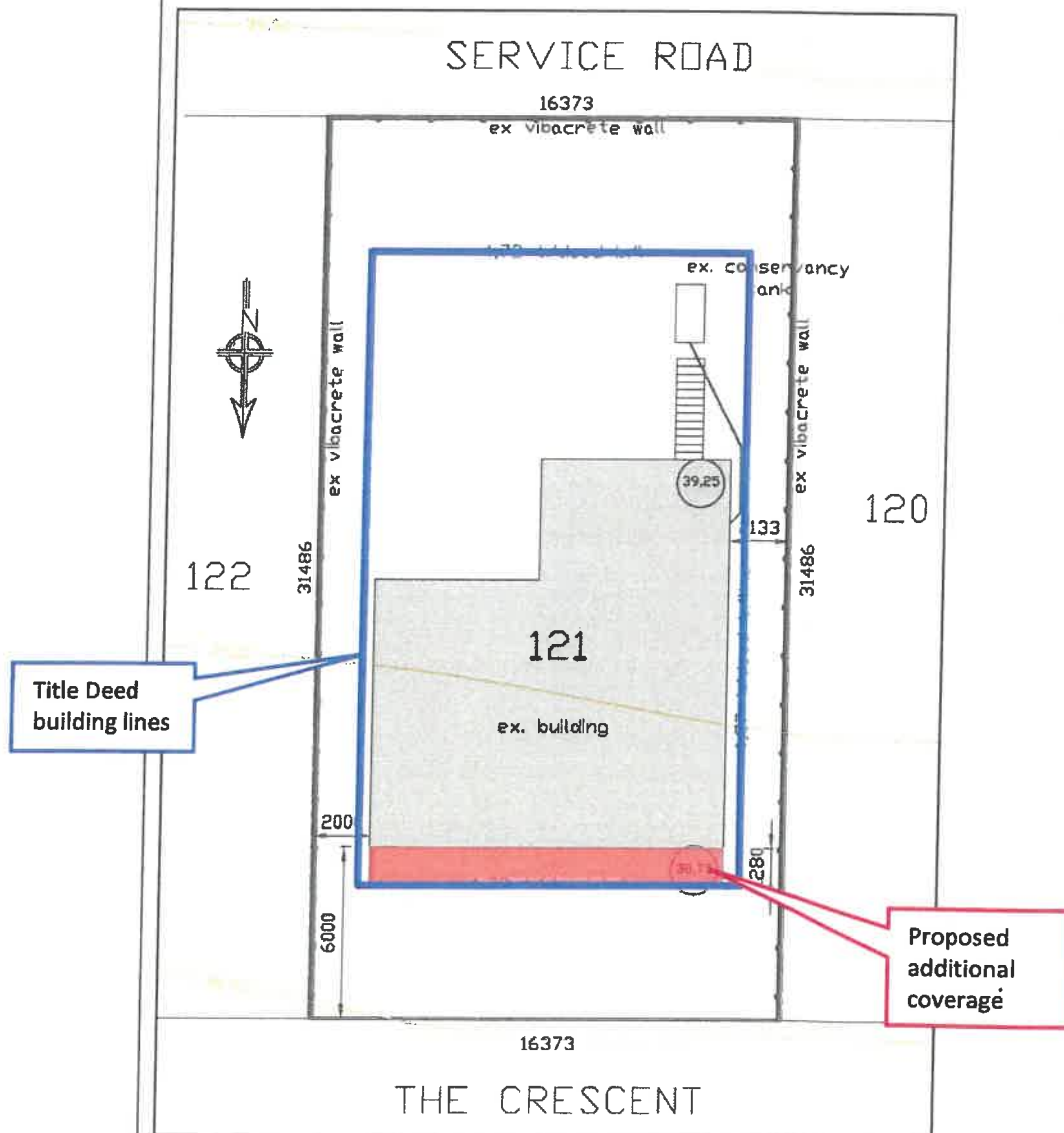 SERVICE ROAD
16373
ex vibacrete wall
ex. conservancy
ank
N
ex vibacrete wall
ex vibacrete wall
39,25
133
120
122
31486
31486
121
Title Deed
building lines
ex. building
200
280
6000
Proposed
additional
coverage
16373
THE CRESCENT